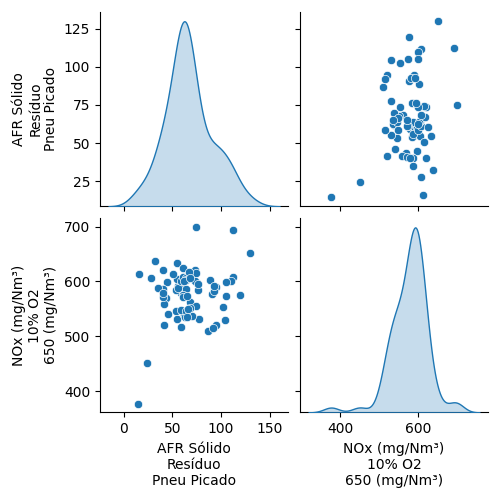 125
100
75
50
25
AFR Sólido
Resíduo
Pneu Picado
700
600
500
400
NOx (mg/Nm³)
10% O2
650 (mg/Nm³)
0
50
100
150
400
600
AFR Sólido
Resíduo
Pneu Picado
NOx (mg/Nm³)
10% O2
650 (mg/Nm³)